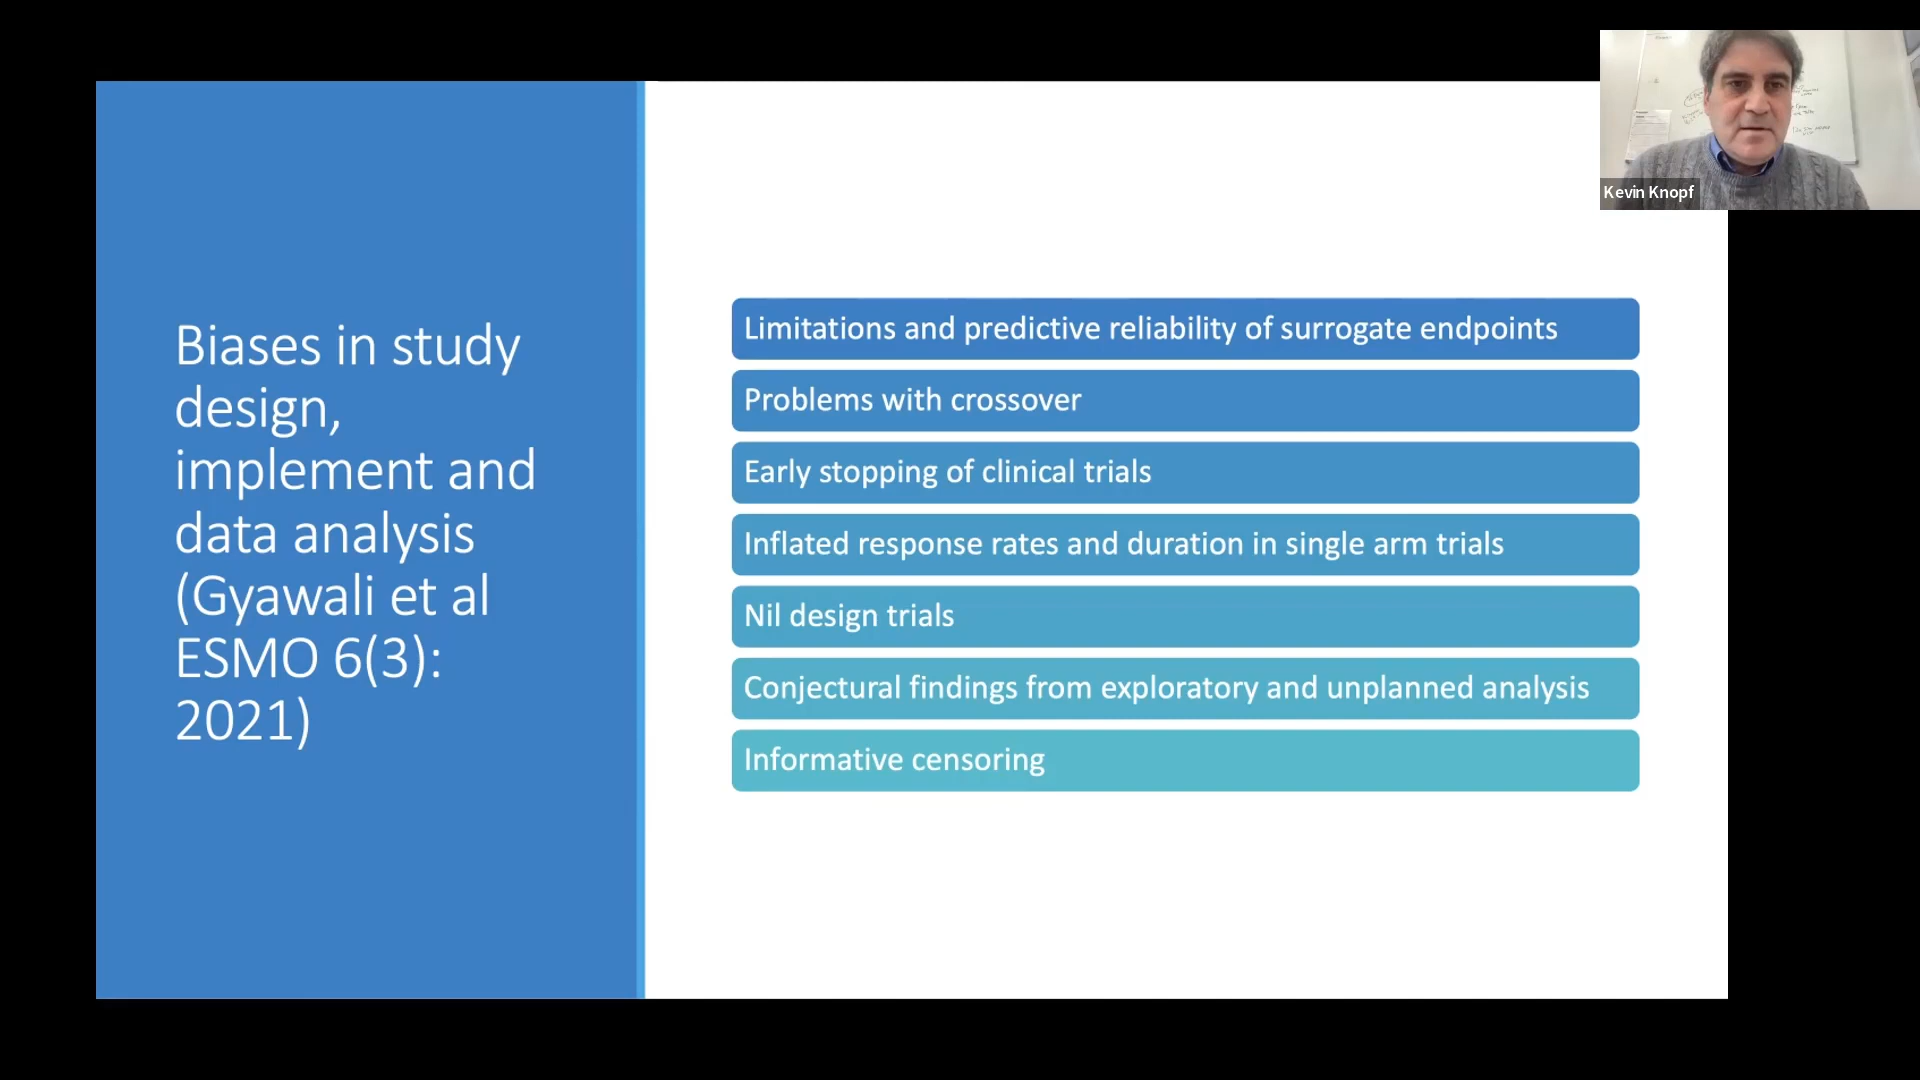 Biases in study
design,
implement and
data analysis
(Gyawali et al
ESMO 6(3):
2021)
Limitations and predictive reliability of surrogate endpoints
Problems with crossover
Early stopping of clinical trials
Inflated response rates and duration in single arm trials
Nil design trials
Conjectural findings from exploratory and unplanned analysis
Informative censoring
Kevin Knopf